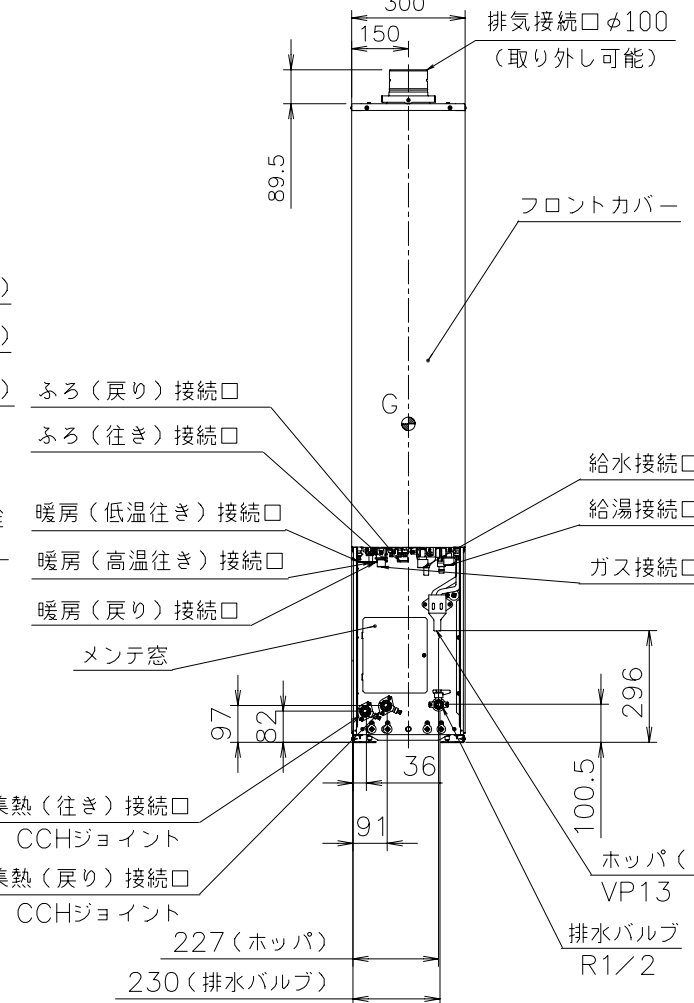 300
150
排気接続口φ100
（取り外し可能）
89.5
フロントカバー
）
）
）
ふろ（戻り）接続口
G
ふろ（往き）接続口
給水接続口
暖房（低温往き）接続口
給湯接続口
暖房（高温往き）接続口
ガス接続口
暖房（戻り）接続口
メンテ窓
296
97
82
36
100.5
集熱（往き）接続口
CCHジョイント
91
ホッパ（
VP13
集熱（戻り）接続口
CCHジョイント
排水バルブ
R1/2
227（ホッパ）
230（排水バルブ）